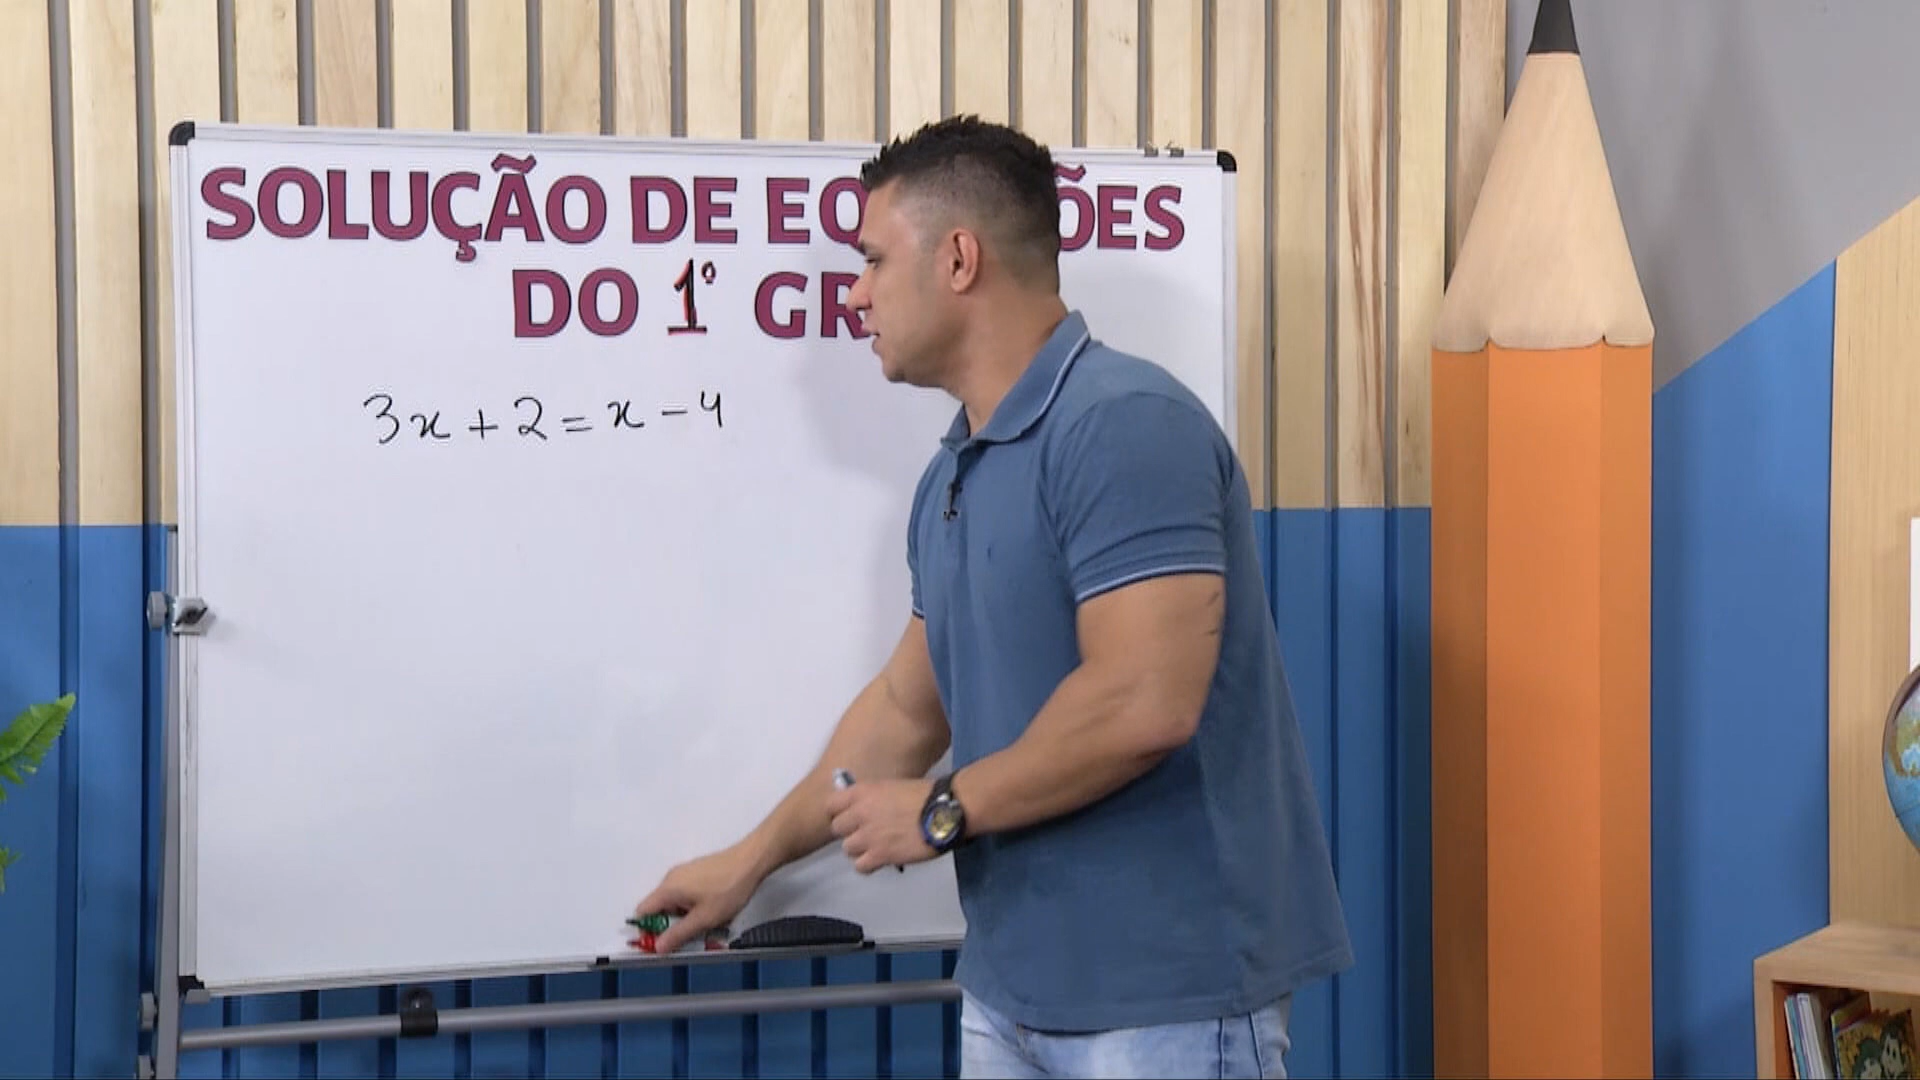 SOLUÇÃO DE EQ ÕES
DO 1º GR
3x + 2 = x - 4